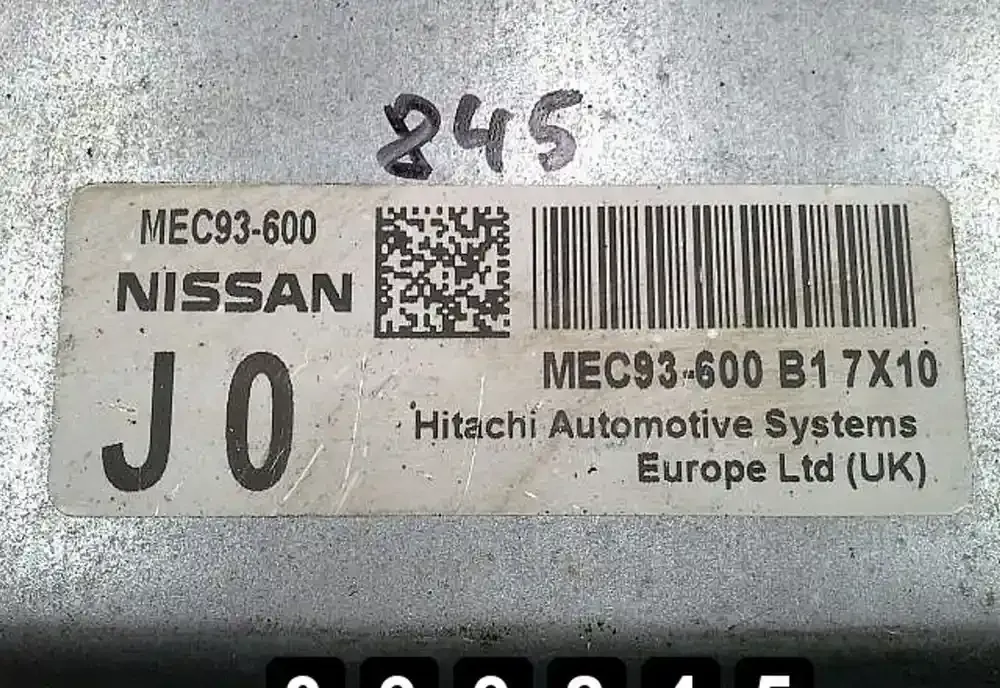 845
MEC93-600
NISSAN
J0
MEC93-600 B1 7X10
Hitachi Automotive Systems
Europe Ltd (UK)